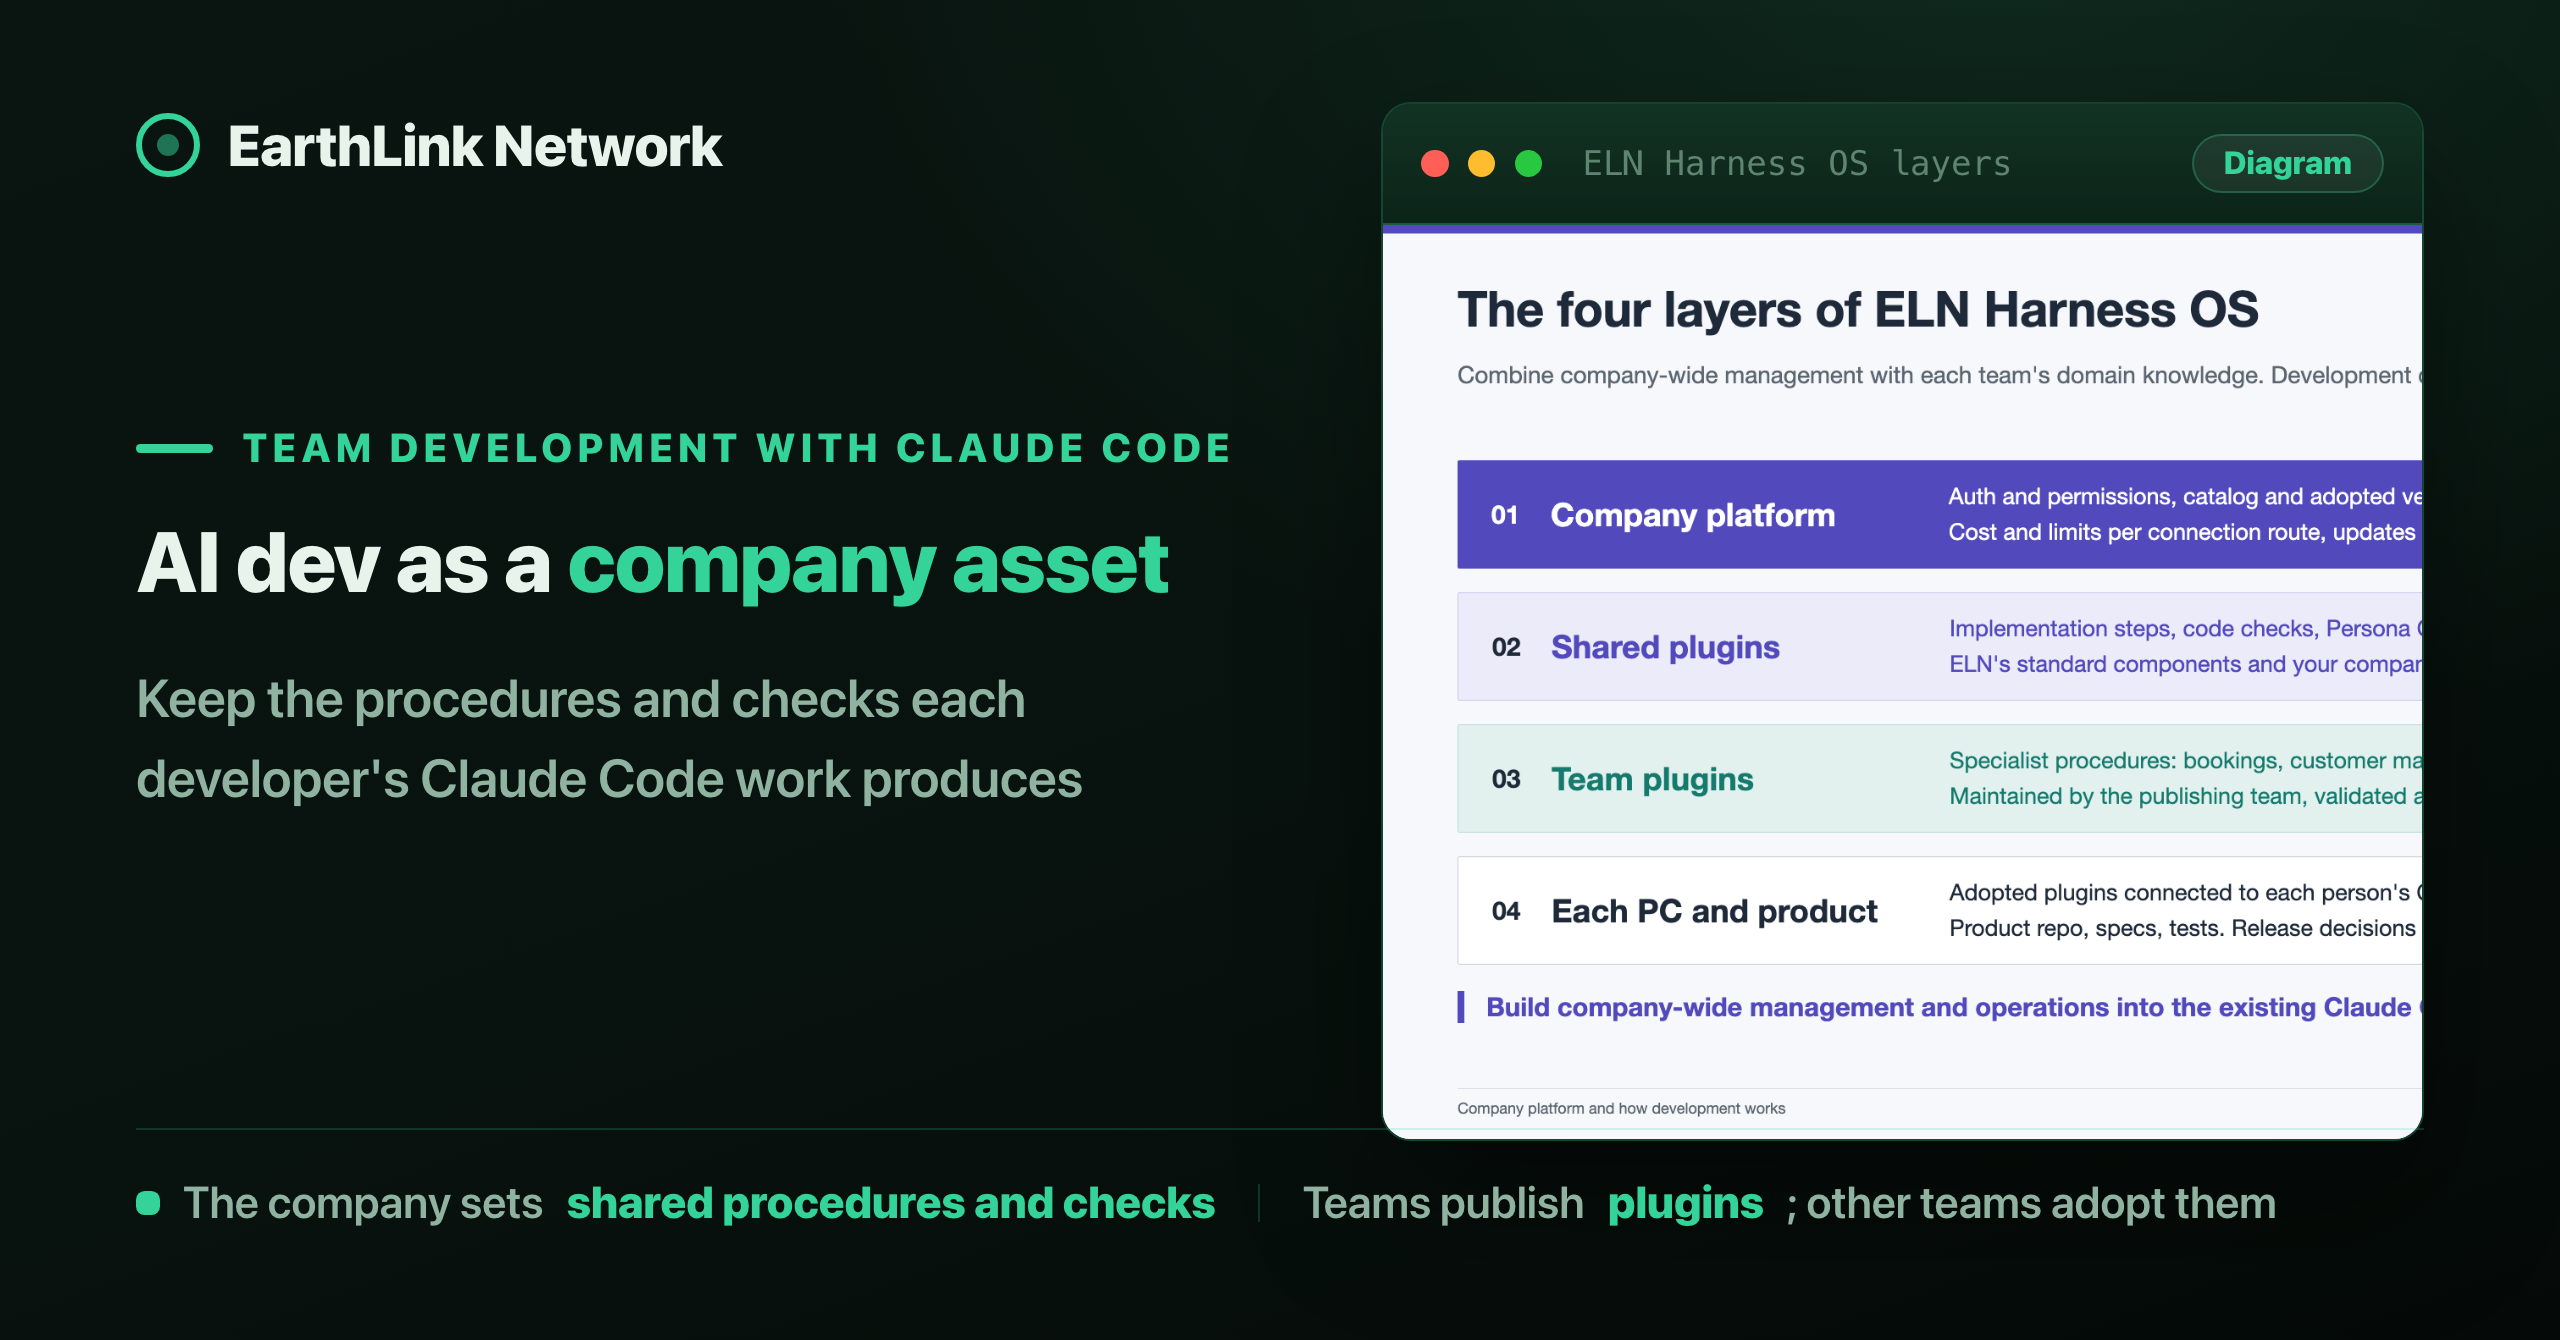 EarthLink Network
TEAM DEVELOPMENT WITH CLAUDE CODE
AI dev as a company asset
Keep the procedures and checks each
developer's Claude Code work produces
ELN Harness OS layers
Diagram
The four layers of ELN Harness OS
Combine company-wide management with each team's domain knowledge. Development
01 Company platform
Auth and permissions, catalog and adopted
Cost and limits per connection route, updates
02 Shared plugins
Implementation steps, code checks, Persona
ELN's standard components and your
03 Team plugins
Specialist procedures: bookings, customer
Maintained by the publishing team, validated
04 Each PC and product
Adopted plugins connected to each person's
Product repo, specs, tests. Release decisions
Build company-wide management and operations into the existing Claude
Company platform and how development works
The company sets shared procedures and checks
Teams publish plugins ; other teams adopt them